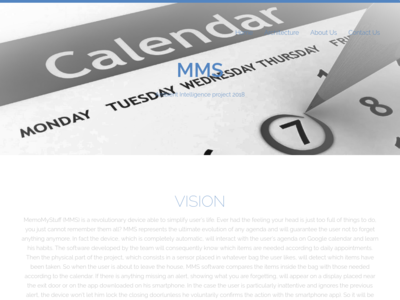 Calendar
About Us
Contact Us
MMS
intelligence project 2018
MONDAY
TUESDAY
WEDNESDAY
THURSDAY
7
VISION
MemoMyStuff (MMS) is a revolutionary device able to simplify user's life. Ever had the feeling your head is just too full of things to do,
you just cannot remember them all? MMS represents the ultimate evolution of any agenda and will guarantee the user not to forget
anything anymore. In fact the device, which is completely automatic, will interact with the user's agenda on Google calendar and learn
his habits. The software developed by the team will consequently know which items are needed according to daily appointments.
Then the physical part of the project, which consists in a sensor placed in whatever bag the user likes, will detect which items have
been taken. So when the user is about to leave the house, MMS software compares the items inside the bag with those needed
according to the calendar. If there is anything missing an alert, 'knowing what you are forgetting', will appear on a display placed near
the exit door or on the app downloaded on his smartphone. In the case the user is particularly inattentive and ignores the previous
alert, the device won't let him lock the closing door(unless he voluntarily confirms the action with the smartphone app). So it will be